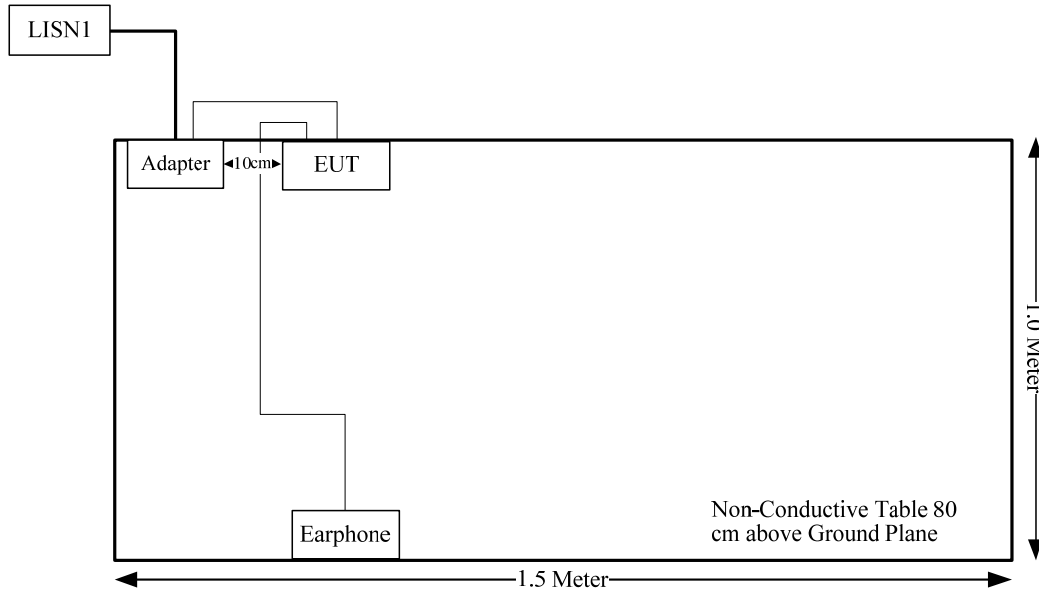 LISN1
Adapter
10cm
EUT
1.0 Meter
Earphone
Non-Conductive Table 80
cm above Ground Plane
1.5 Meter